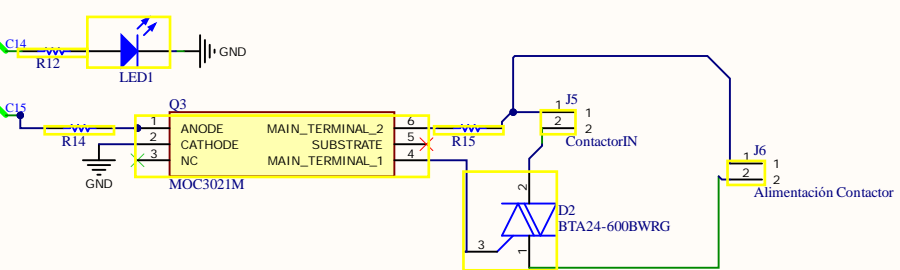 C14
R12
LED1
GND
C15
R14
GND
Q3
1 ANODE MAIN_TERMINAL_2 6
2 CATHODE SUBSTRATE 5
3 NC MAIN_TERMINAL_1 4
MOC3021M
R15
J5
1 1
2 2
ContactorIN
J6
1 1
2 2
Alimentación Contactor
2
D2
BTA24-600BWRG
3
1